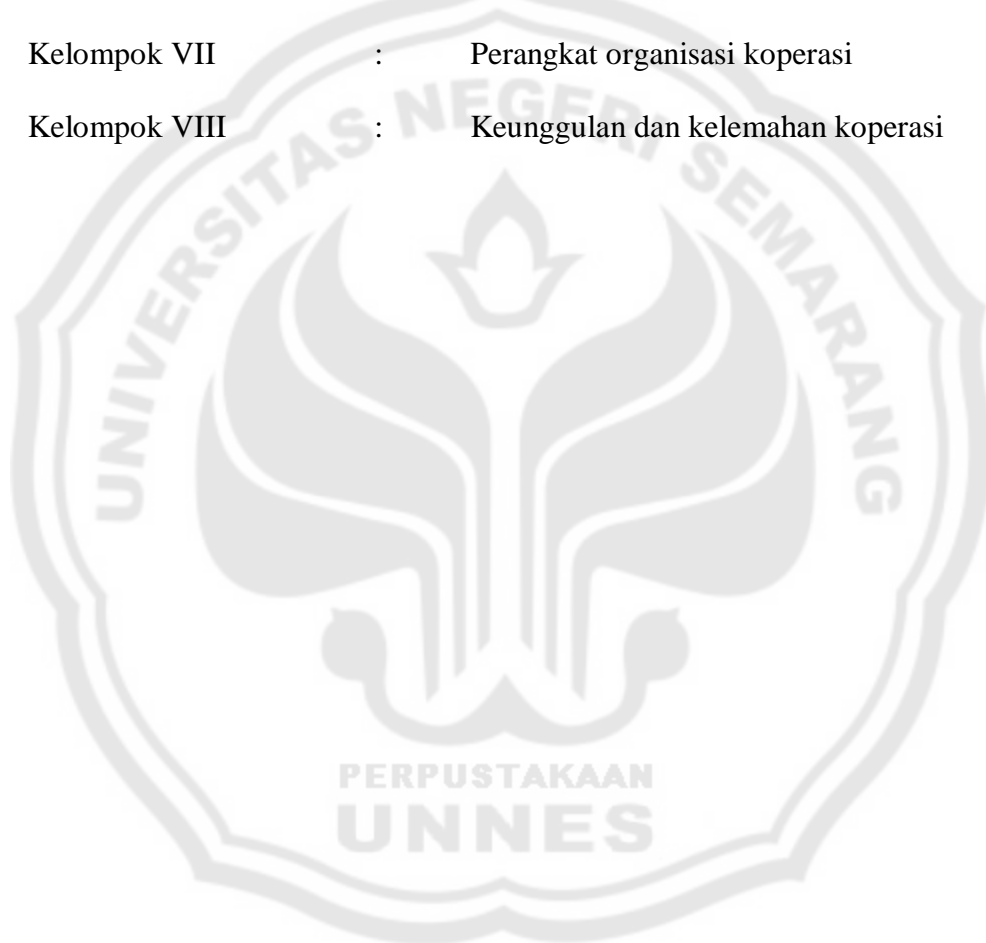 Kelompok VII : Perangkat organisasi koperasi
Kelompok VIII : Keunggulan dan kelemahan koperasi
UNIVERSITAS NEGERI SEMARANG
PERPUSTAKAAN
UNNES